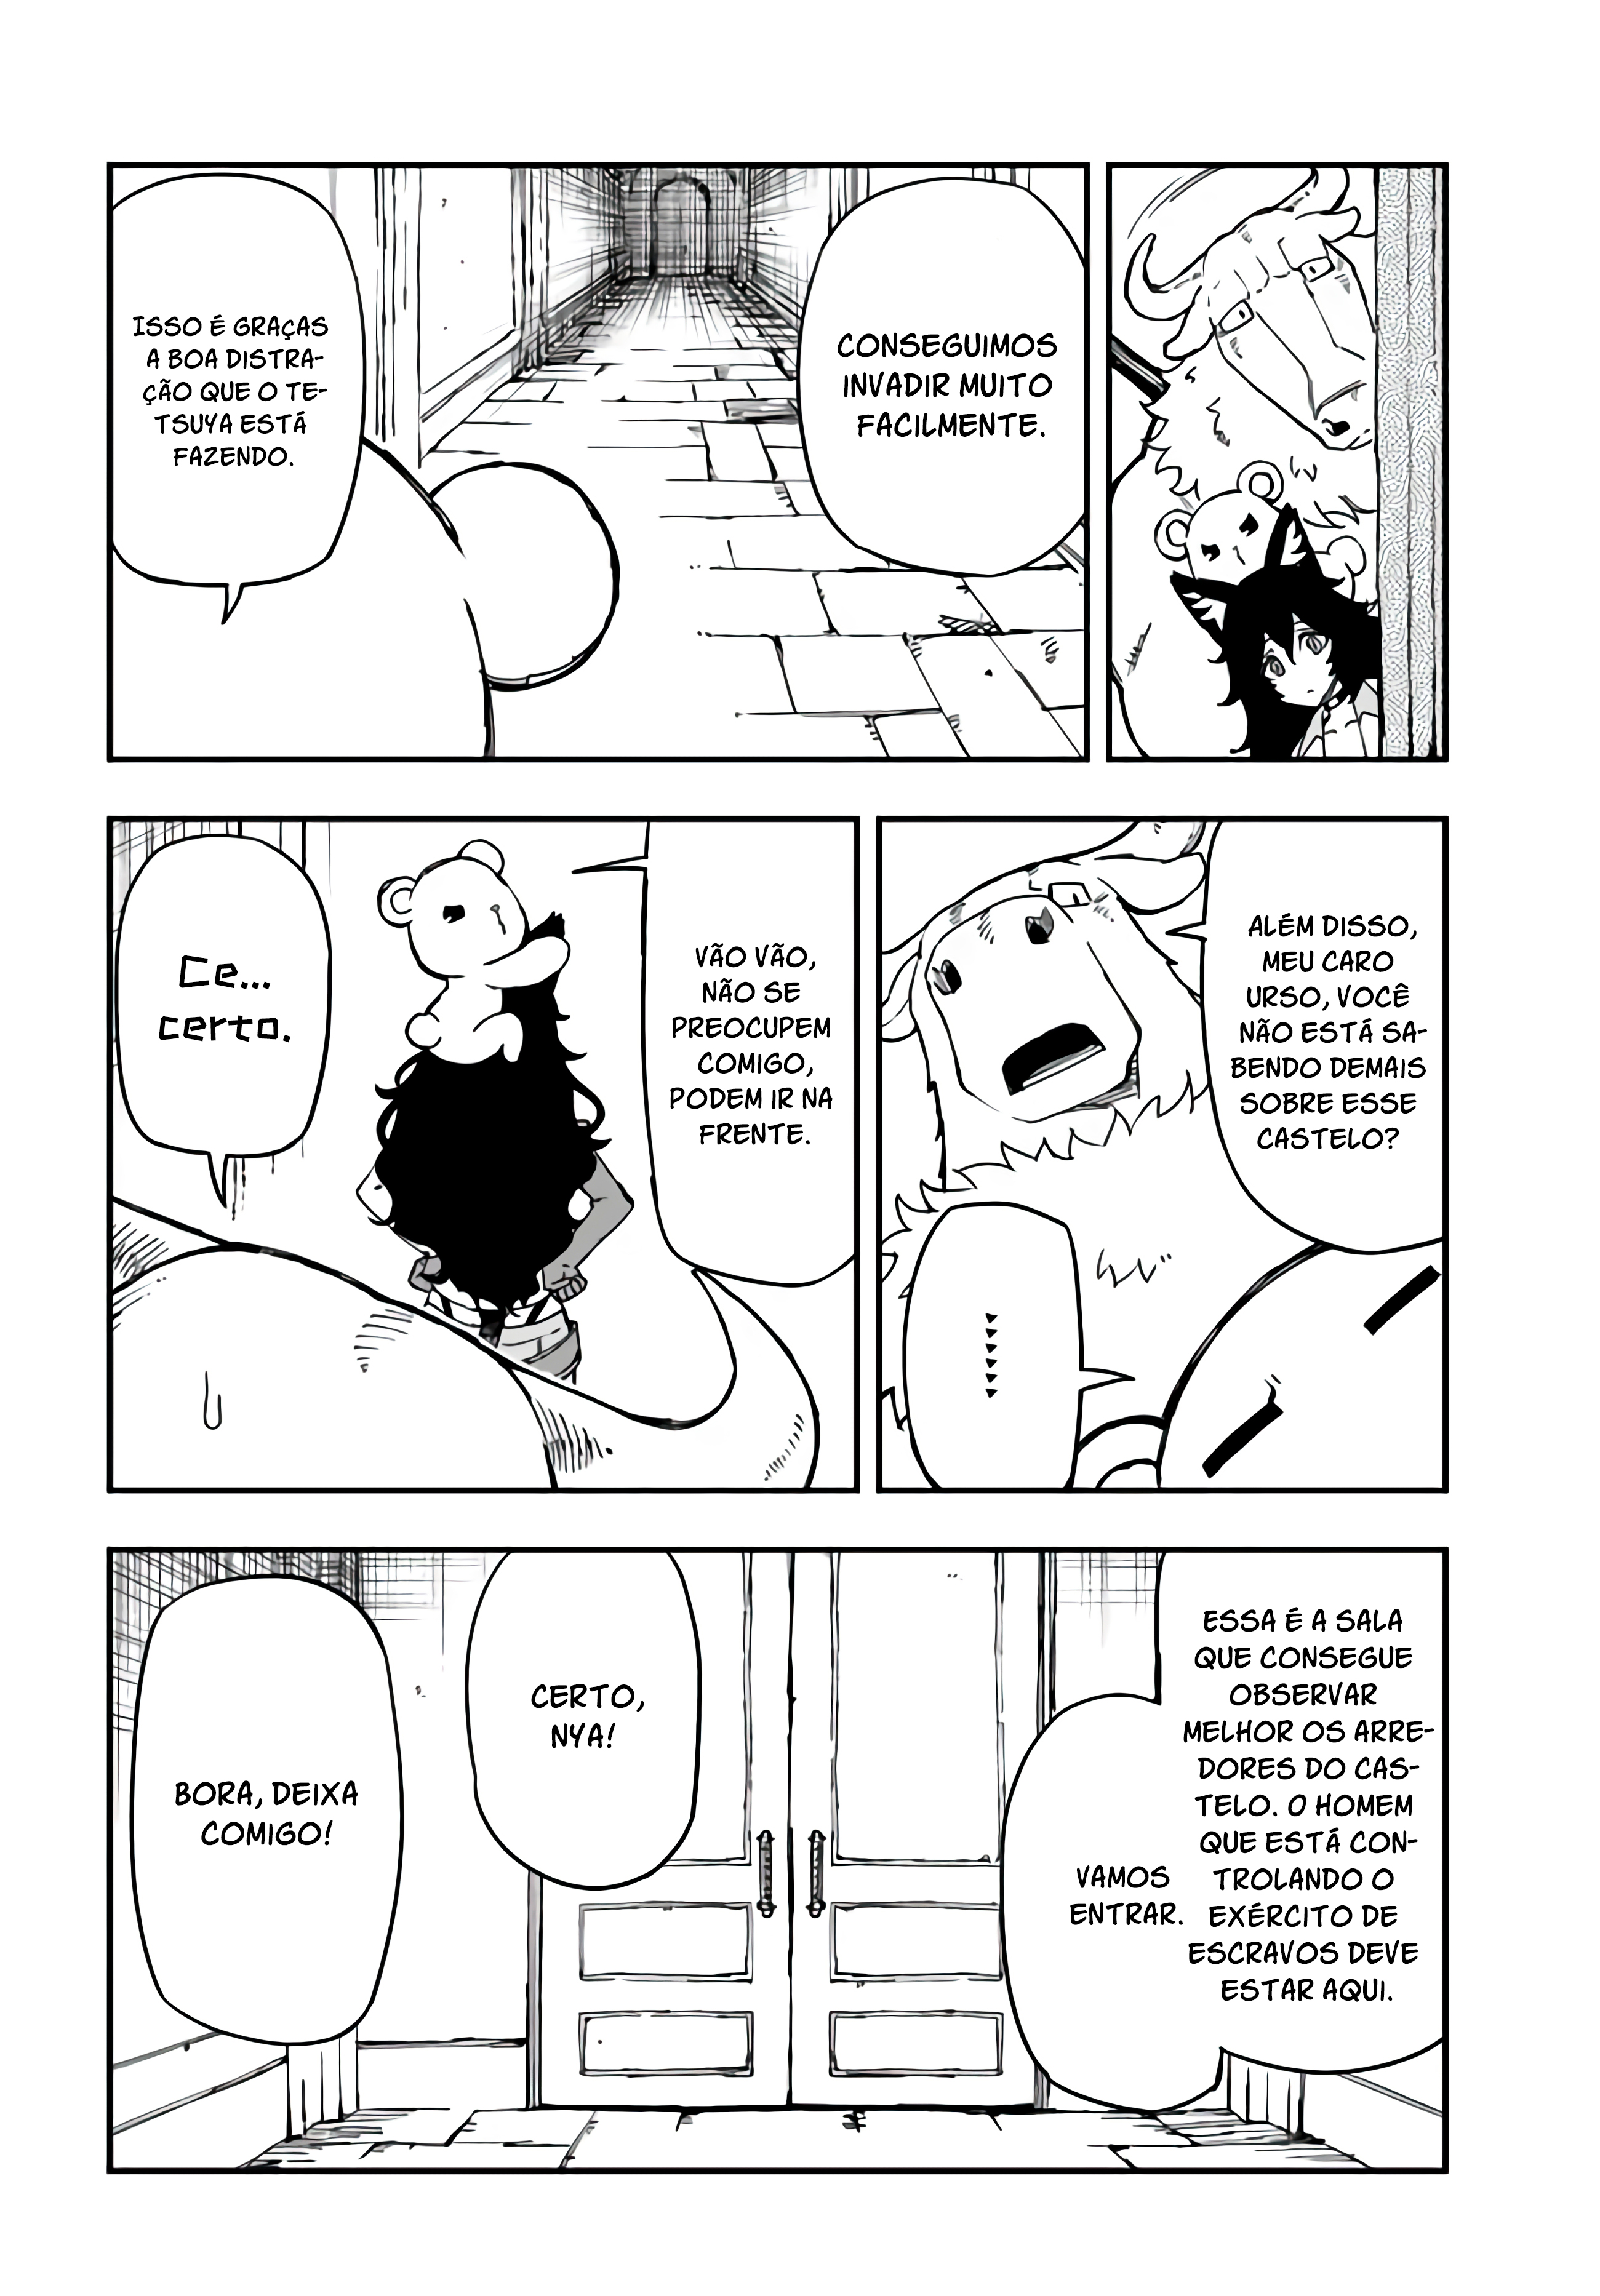 CONSEGUIMOS
INVADIR MUITO
FACILMENTE.
ISSO É GRAÇAS
A BOA DISTRA-
ÇÃO QUE O TE-
TSUYA ESTÁ
FAZENDO.
ALÉM DISSO,
MEU CARO
URSO, VOCÊ
NÃO ESTÁ SA-
BENDO DEMAIS
SOBRE ESSE
CASTELO?
......
VÃO VÃO,
NÃO SE
PREOCUPEM
COMIGO,
PODEM IR NA
FRENTE.
Ce...
certo.
ESSA É A SALA
QUE CONSEGUE
OBSERVAR
MELHOR OS ARRE-
DORES DO CAS-
TELO. O HOMEM
QUE ESTÁ CON-
TROLANDO O
EXÉRCITO DE
ESCRAVOS DEVE
ESTAR AQUI.
VAMOS
ENTRAR.
CERTO,
NYA!
BORA, DEIXA
COMIGO!